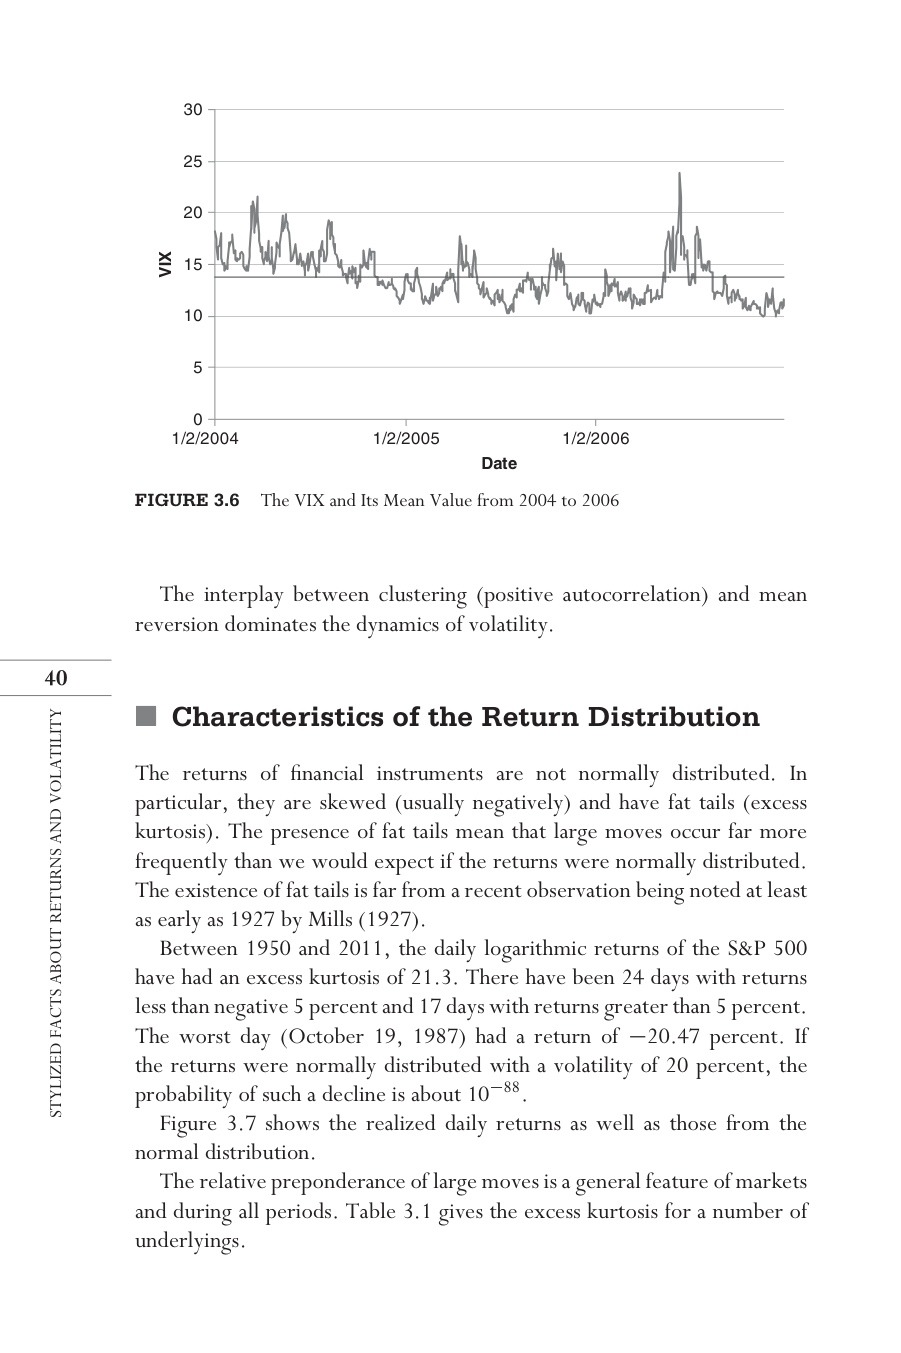 30
25
20
15
10
5
0
VIX
1/2/2004 1/2/2005 1/2/2006
Date
FIGURE 3.6 The VIX and Its Mean Value from 2004 to 2006
The interplay between clustering (positive autocorrelation) and mean
reversion dominates the dynamics of volatility.
40
STYLIZED FACTS ABOUT RETURNS AND VOLATILITY
Characteristics of the Return Distribution
The returns of financial instruments are not normally distributed. In
particular, they are skewed (usually negatively) and have fat tails (excess
kurtosis). The presence of fat tails mean that large moves occur far more
frequently than we would expect if the returns were normally distributed.
The existence of fat tails is far from a recent observation being noted at least
as early as 1927 by Mills (1927).
Between 1950 and 2011, the daily logarithmic returns of the S&P 500
have had an excess kurtosis of 21.3. There have been 24 days with returns
less than negative 5 percent and 17 days with returns greater than 5 percent.
The worst day (October 19, 1987) had a return of −20.47 percent. If
the returns were normally distributed with a volatility of 20 percent, the
probability of such a decline is about 10⁻⁸⁸.
Figure 3.7 shows the realized daily returns as well as those from the
normal distribution.
The relative preponderance of large moves is a general feature of markets
and during all periods. Table 3.1 gives the excess kurtosis for a number of
underlyings.